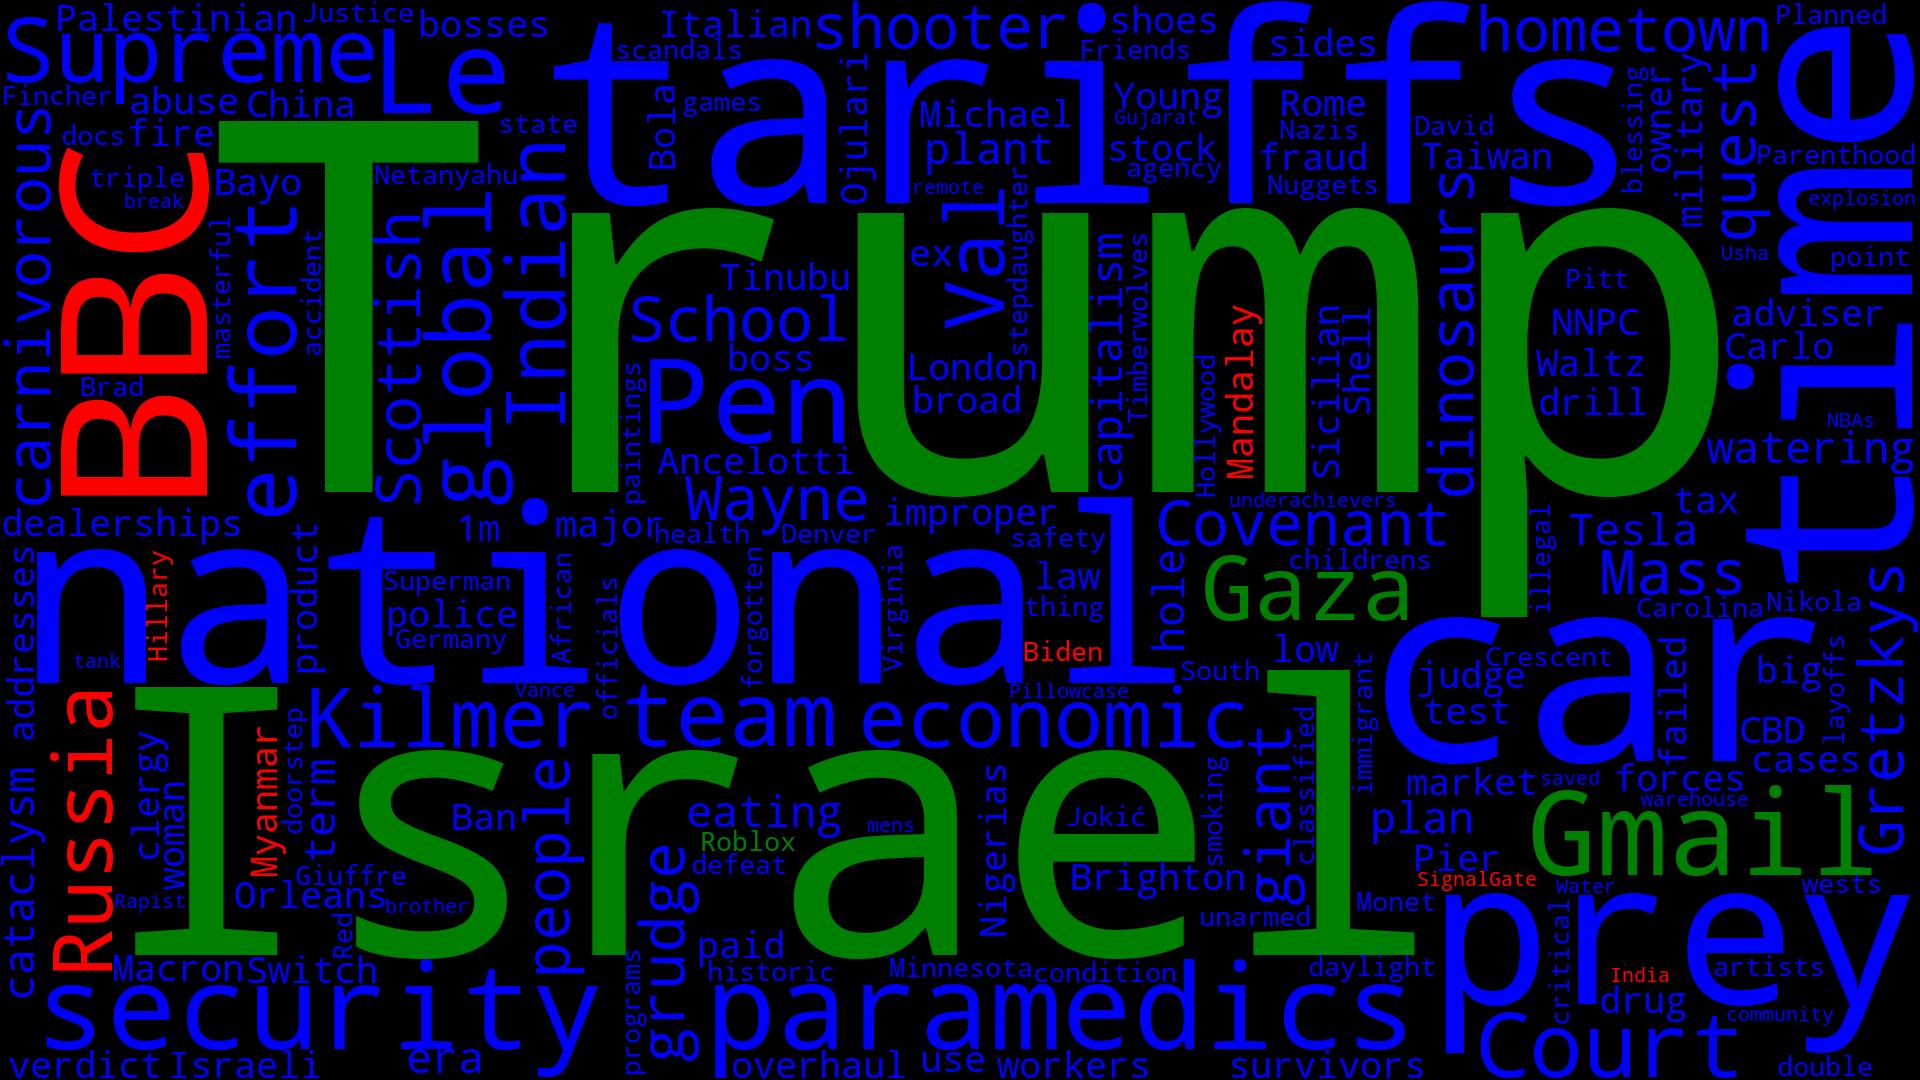 Palestinian
Justice
bosses
Italian
shooter
shoes
hometown
Planned
Supreme
Le
scandals
tariffs
Friends
sides
time
Fincher
abuse
China
docs
fire
state
Bola
games
Ojulari
Michael
plant
Young
Gujarat
stock
agency
Rome
Nazis
fraud
Nuggets
David
Taiwan
blessing
owner
military
quest
Parenthood
carnivorous
BBC
triple
break
Bayo
Netanyahu
remote
explosion
Trump
masterful
effort
accident
Scottish
global
Indian
Tinubu
ex
Val
stepdaughter
capitalism
Timberwolves
dinosaurs
Pitt
Usha
point
School
boss
Pen
London
broad
Hollywood
Mandalay
Sicilian
Shell
NNPC
Waltz
drill
adviser
Carlo
Brad
paintings
Ancelotti
Wayne
NBAs
watering
dealerships
1m
major
health
Denver
improper
safety
underachievers
Covenant
childrens
illegal
Tesla
tax
Mass
national
addresses
Hillary
product
Superman
police
Germany
African
officials
forgotten
Virginia
law
thing
Biden
hole
Gaza
Carolina
Nikola
Gretzkys
tank
Vance
Pillowcase
South
low
immigrant
car
judge
test
Crescent
failed
big
CBD
layoffs
cases
Russia
Israel
Kilmer
team
economic
giant
classified
market
saved
forces
warehouse
cataclysm
clergy
woman
Myanmar
doorstep
term
Ban
people
eating
Roblox
defeat
mens
Nigerias
Jokić
smoking
plan
Pier
SignalGate
Gmail
Rapist
Orleans
Giuffre
brother
Red
grudge
Brighton
unarmed
Monet
Water
wests
prey
Macron
Switch
programs
paid
historic
Minnesota
condition
daylight
critical
India
artists
drug
community
security
paramedics
Court
verdict
Israeli
era
overhaul
use
workers
survivors
double